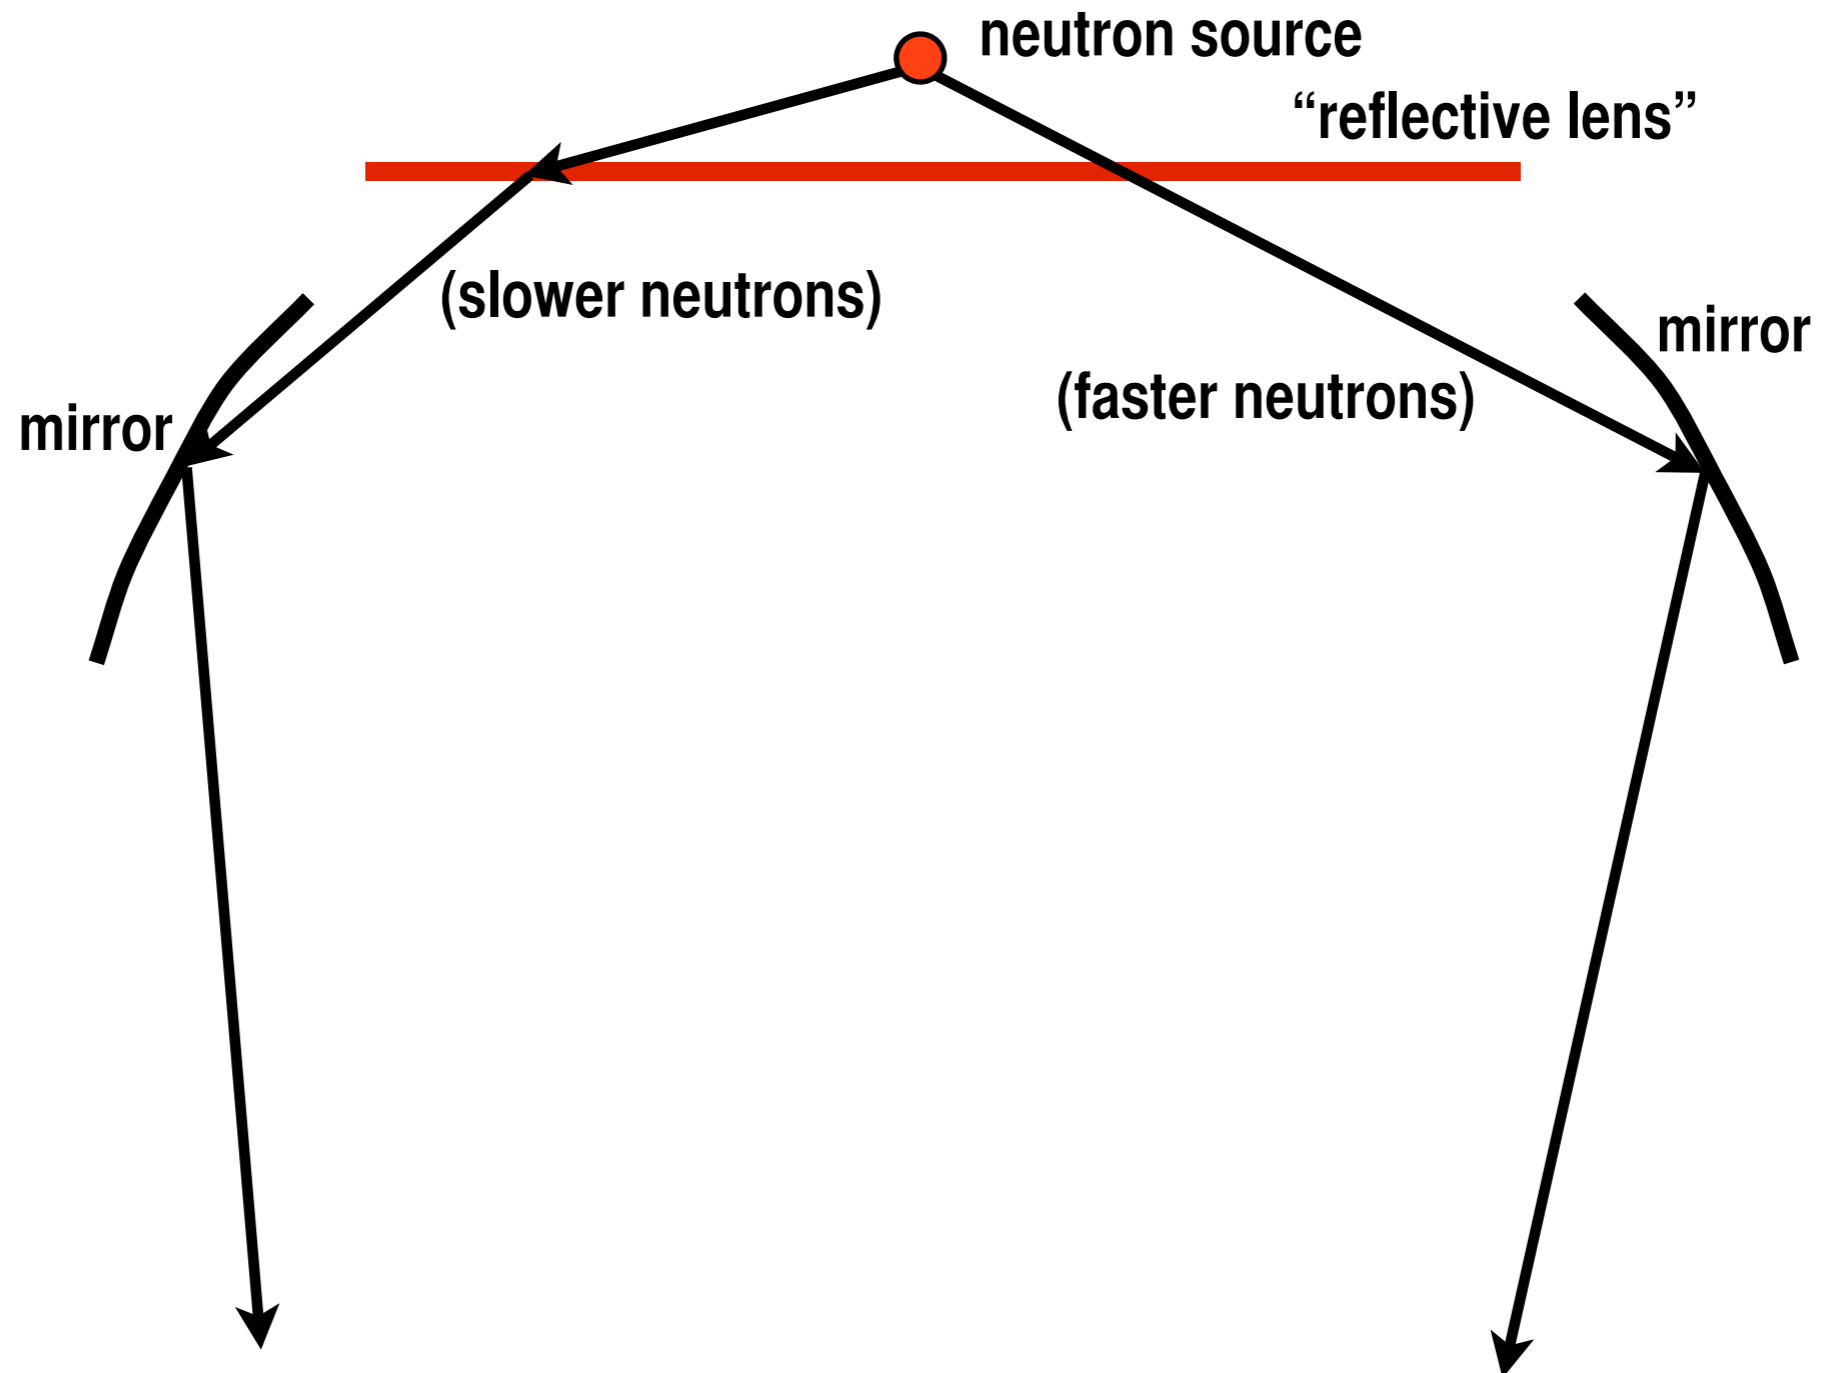 neutron source
“reflective lens”
(slower neutrons)
mirror
(faster neutrons)
mirror